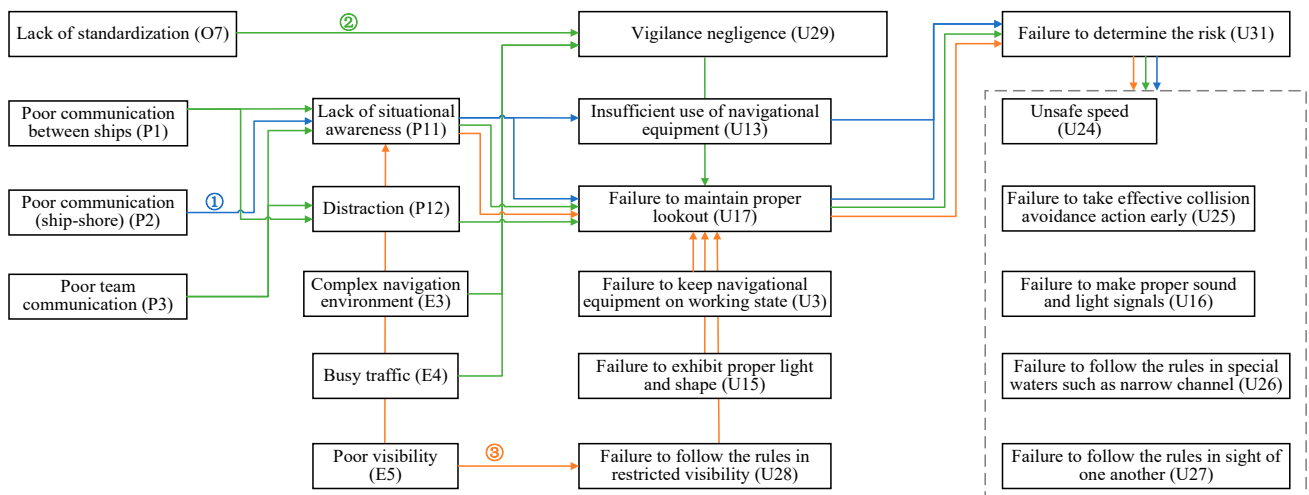 ②
Lack of standardization (O7)
Vigilance negligence (U29)
Failure to determine the risk (U31)
Poor communication
between ships (P1)
Lack of situational
awareness (P11)
Insufficient use of navigational
equipment (U13)
Unsafe speed
(U24)
①
Poor communication
(ship-shore) (P2)
Distraction (P12)
Failure to maintain proper
lookout (U17)
Failure to take effective collision
avoidance action early (U25)
Poor team
communication (P3)
Complex navigation
environment (E3)
Failure to keep navigational
equipment on working state (U3)
Failure to make proper sound
and light signals (U16)
Busy traffic (E4)
Failure to exhibit proper light
and shape (U15)
Failure to follow the rules in special
waters such as narrow channel (U26)
③
Poor visibility
(E5)
Failure to follow the rules in
restricted visibility (U28)
Failure to follow the rules in sight of
one another (U27)